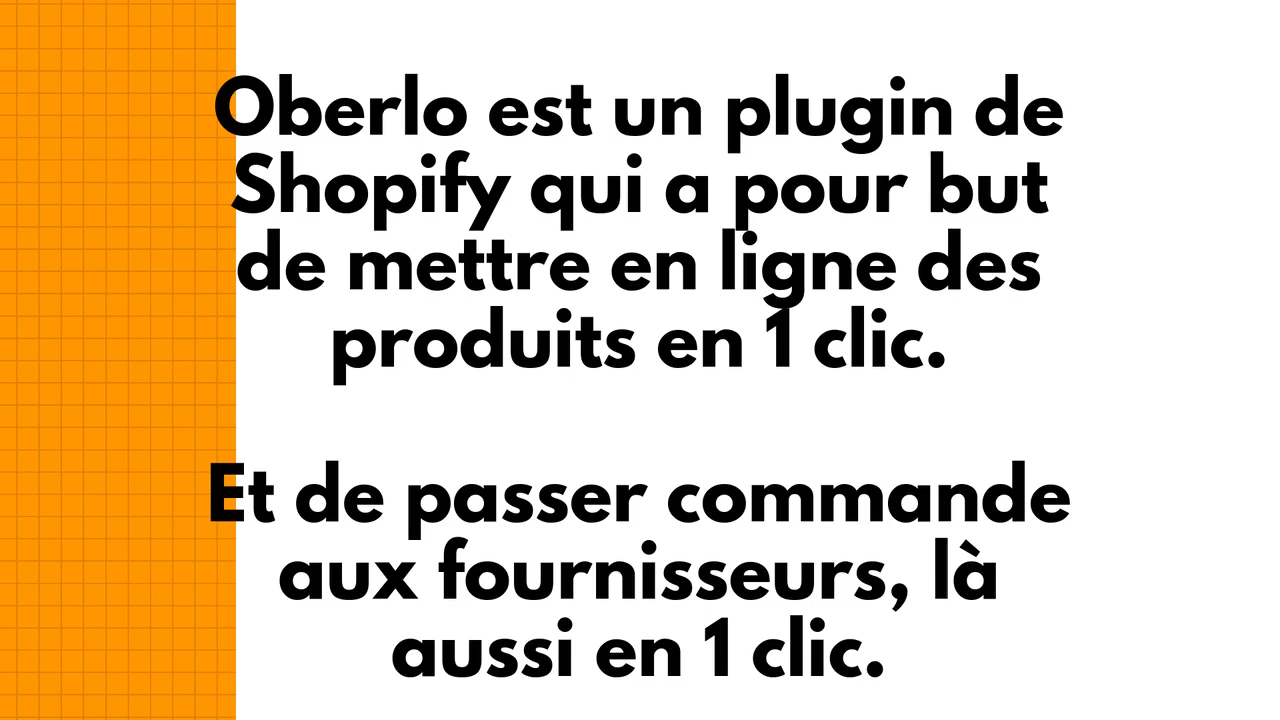 Oberlo est un plugin de
Shopify qui a pour but
de mettre en ligne des
produits en 1 clic.
Et de passer commande
aux fournisseurs, là
aussi en 1 clic.